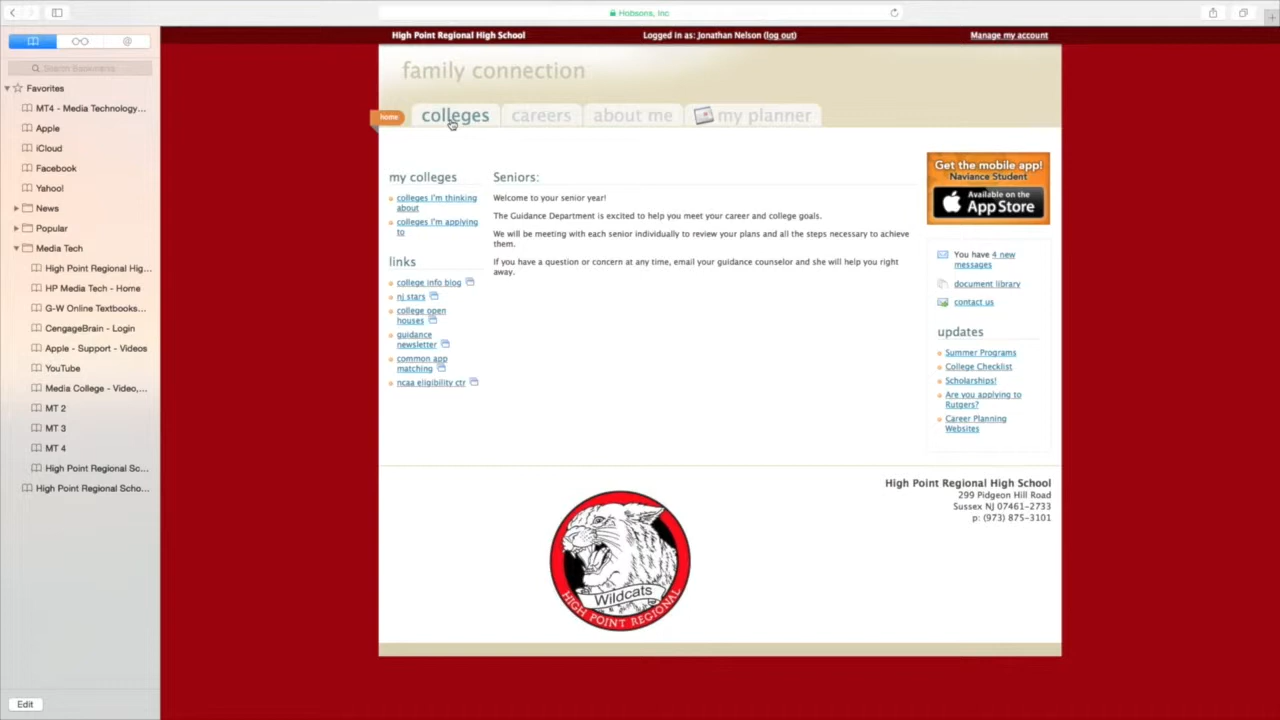 Hobsons, Inc
Search Bookmarks
Favorites
MT4 - Media Technology...
Apple
iCloud
Facebook
Yahoo!
News
Popular
Media Tech
High Point Regional Hig...
HP Media Tech - Home
G-W Online Textbooks...
CengageBrain - Login
Apple - Support - Videos
YouTube
Media College - Video,...
MT 2
MT 3
MT 4
High Point Regional Sc...
High Point Regional Scho...
Edit
High Point Regional High School
Logged in as: Jonathan Nelson (log out)
Manage my account
family connection
home
colleges
careers
about me
my planner
my colleges
colleges I'm thinking
about
colleges I'm applying
to
links
college info blog
nj stars
college open
houses
guidance
newsletter
common app
matching
ncaa eligibility ctr
Seniors:
Welcome to your senior year!
The Guidance Department is excited to help you meet your career and college goals.
We will be meeting with each senior individually to review your plans and all the steps necessary to achieve
them.
If you have a question or concern at any time, email your guidance counselor and she will help you right
away.
Get the mobile app!
Naviance Student
Available on the
App Store
You have 4 new
messages
document library
contact us
updates
Summer Programs
College Checklist
Scholarships!
Are you applying to
Rutgers?
Career Planning
Websites
High Point Regional High School
299 Pidgeon Hill Road
Sussex NJ 07461-2733
p: (973) 875-3101
Wildcats
HIGH POINT REGIONAL